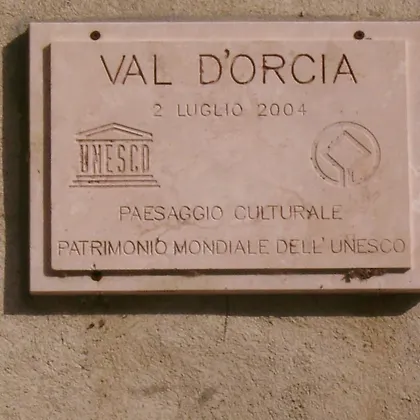 VAL D'ORCIA
2 LUGLIO 2004
UNESCO
PAESAGGIO CULTURALE
PATRIMONIO MONDIALE DELL'UNESCO